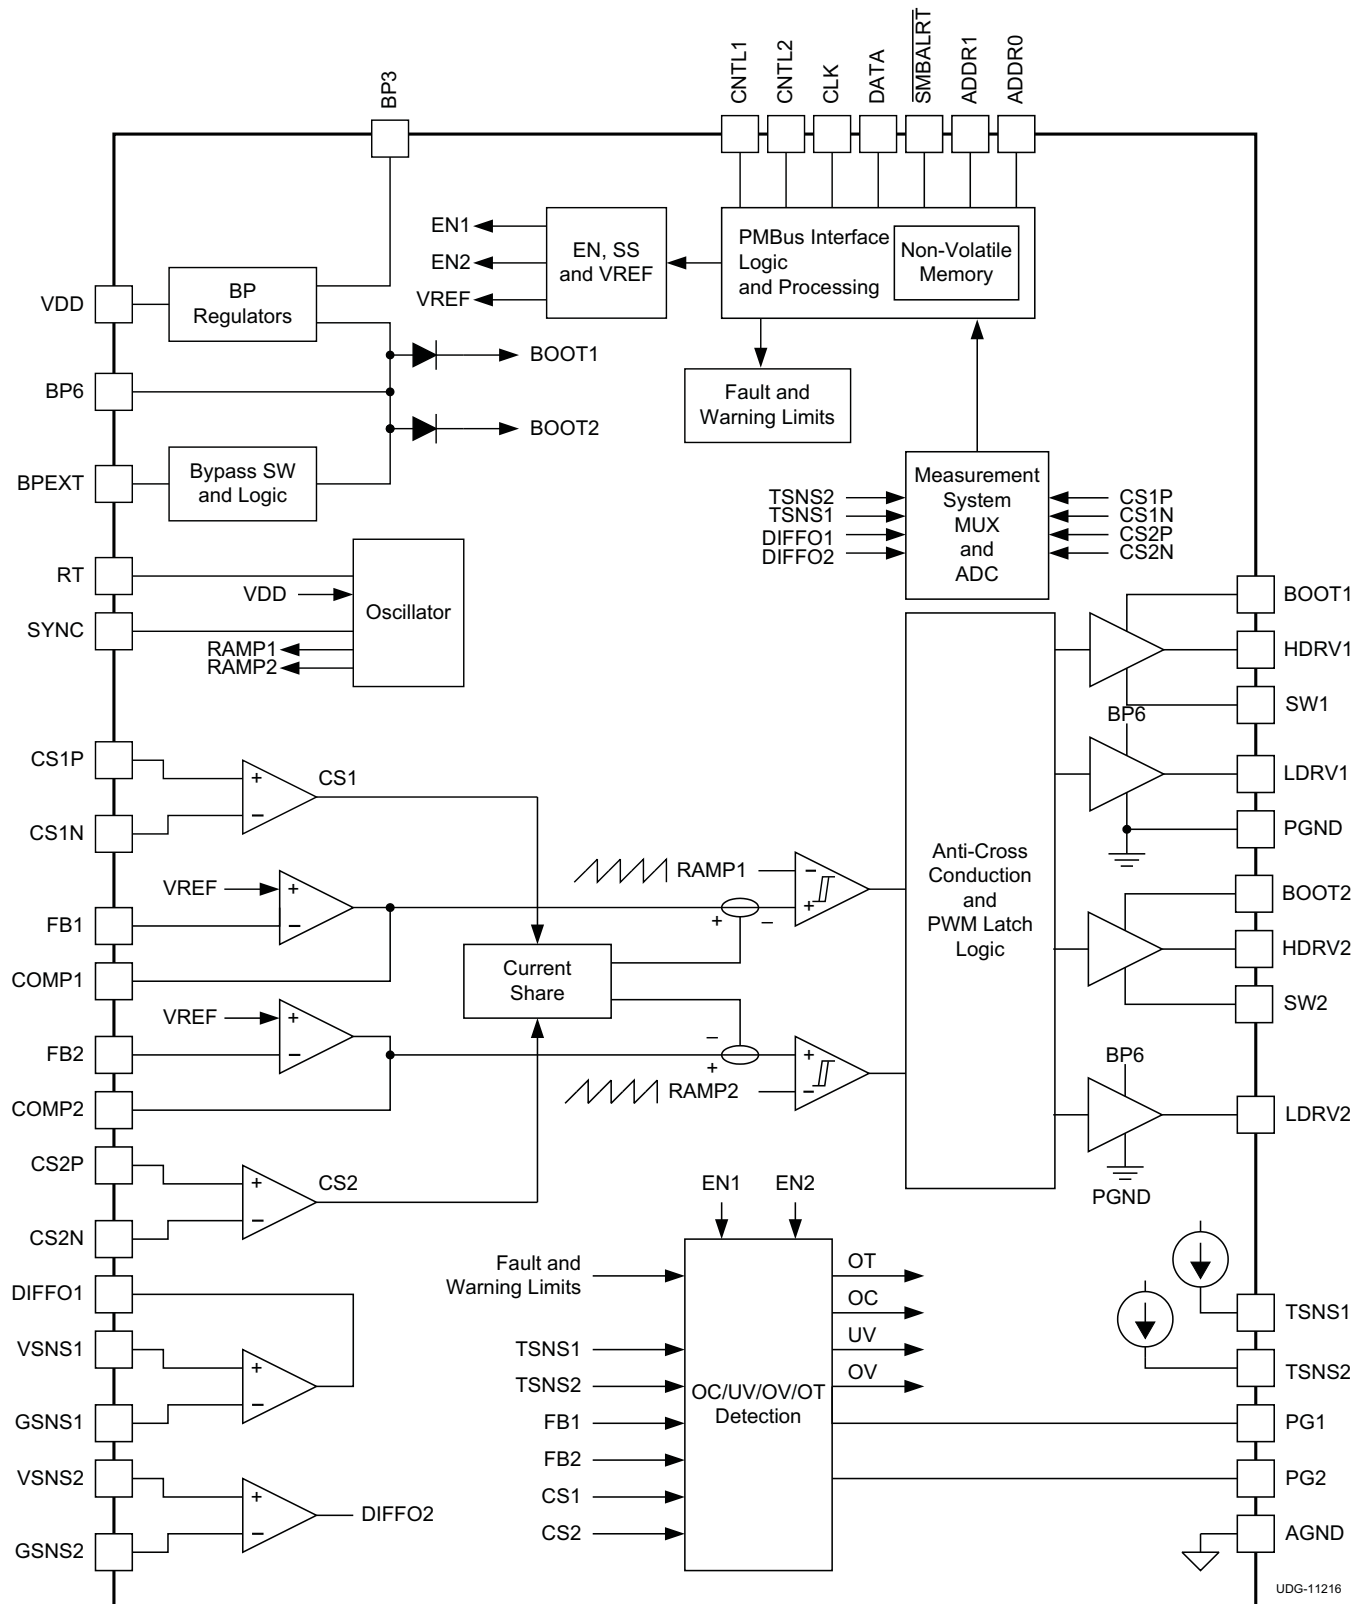 BP3
CNTL1
CNTL2
CLK
DATA
SMBALRT
ADDR1
ADDR0
EN1
EN2
VREF
EN, SS
and VREF
PMBus Interface
Logic
and Processing
Non-Volatile
Memory
VDD
BP
Regulators
BOOT1
BP6
Fault and
Warning Limits
BOOT2
BPEXT
Bypass SW
and Logic
Measurement
System
MUX
and
ADC
TSNS2
TSNS1
DIFFO1
DIFFO2
CS1P
CS1N
CS2P
CS2N
RT
VDD
Oscillator
SYNC
RAMP1
RAMP2
BOOT1
HDRV1
SW1
BP6
LDRV1
PGND
CS1P
+
−
CS1
CS1N
Anti-Cross
Conduction
and
PWM Latch
Logic
RAMP1
−
+
VREF
+
−
FB1
+
−
COMP1
Current
Share
BOOT2
HDRV2
SW2
VREF
+
−
FB2
−
+
+
−
RAMP2
COMP2
BP6
LDRV2
PGND
CS2P
+
−
CS2
CS2N
EN1
EN2
Fault and
Warning Limits
TSNS1
TSNS2
FB1
FB2
CS1
CS2
OC/UV/OV/OT
Detection
OT
OC
UV
OV
DIFFO1
VSNS1
+
−
GSNS1
VSNS2
+
−
DIFFO2
GSNS2
TSNS1
TSNS2
PG1
PG2
AGND
UDG-11216